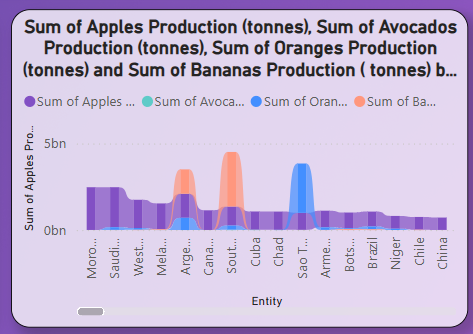 Sum of Apples Production (tonnes), Sum of Avocados
Production (tonnes), Sum of Oranges Production
(tonnes) and Sum of Bananas Production ( tonnes) b...
Sum of Apples ... Sum of Avoca... Sum of Oran... Sum of Ba...
Sum of Apples Pro...
5bn
0bn
Moro...
Saudi...
West...
Mela...
Arge...
Cana...
Sout...
Cuba
Chad
Sao T...
Arme...
Bots...
Brazil
Niger
Chile
China
Entity